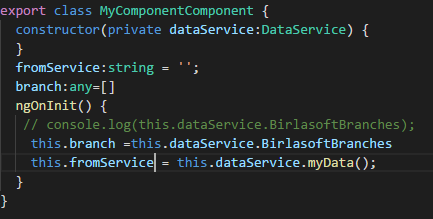 export class MyComponentComponent {
constructor(private dataService:DataService) {
}
fromService:string = '';
branch:any=[]
ngOnInit() {
// console.log(this.dataService.BirlasoftBranches);
this.branch =this.dataService.BirlasoftBranches
this.fromService = this.dataService.myData();
}
}